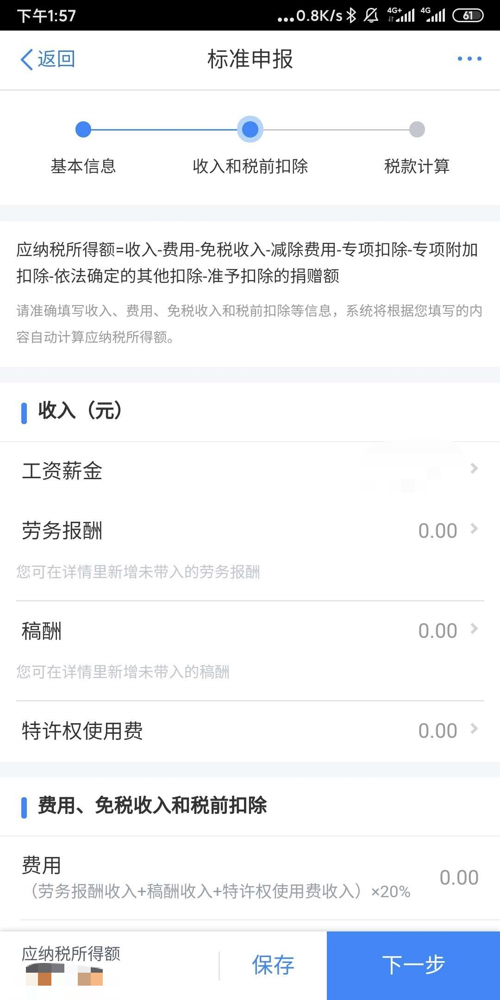 下午1:57
...0.8K/s 4G+ 4G 61
返回 标准申报
基本信息 收入和税前扣除 税款计算
应纳税所得额=收入-费用-免税收入-减除费用-专项扣除-专项附加
扣除-依法确定的其他扣除-准予扣除的捐赠额
请准确填写收入、费用、免税收入和税前扣除等信息，系统将根据您填写的内
容自动计算应纳税所得额。
收入（元）
工资薪金
劳务报酬 0.00
您可在详情里新增未带入的劳务报酬
稿酬 0.00
您可在详情里新增未带入的稿酬
特许权使用费 0.00
费用、免税收入和税前扣除
费用 0.00
（劳务报酬收入+稿酬收入+特许权使用费收入）×20%
应纳税所得额
保存 下一步